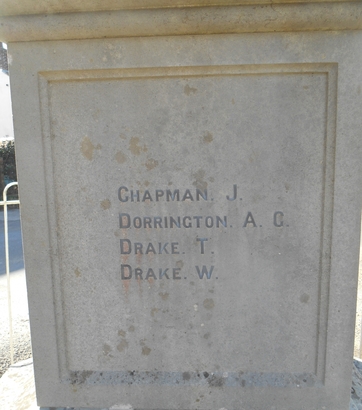 CHAPMAN. J.
DORRINGTON. A. G.
DRAKE. T.
DRAKE. W.